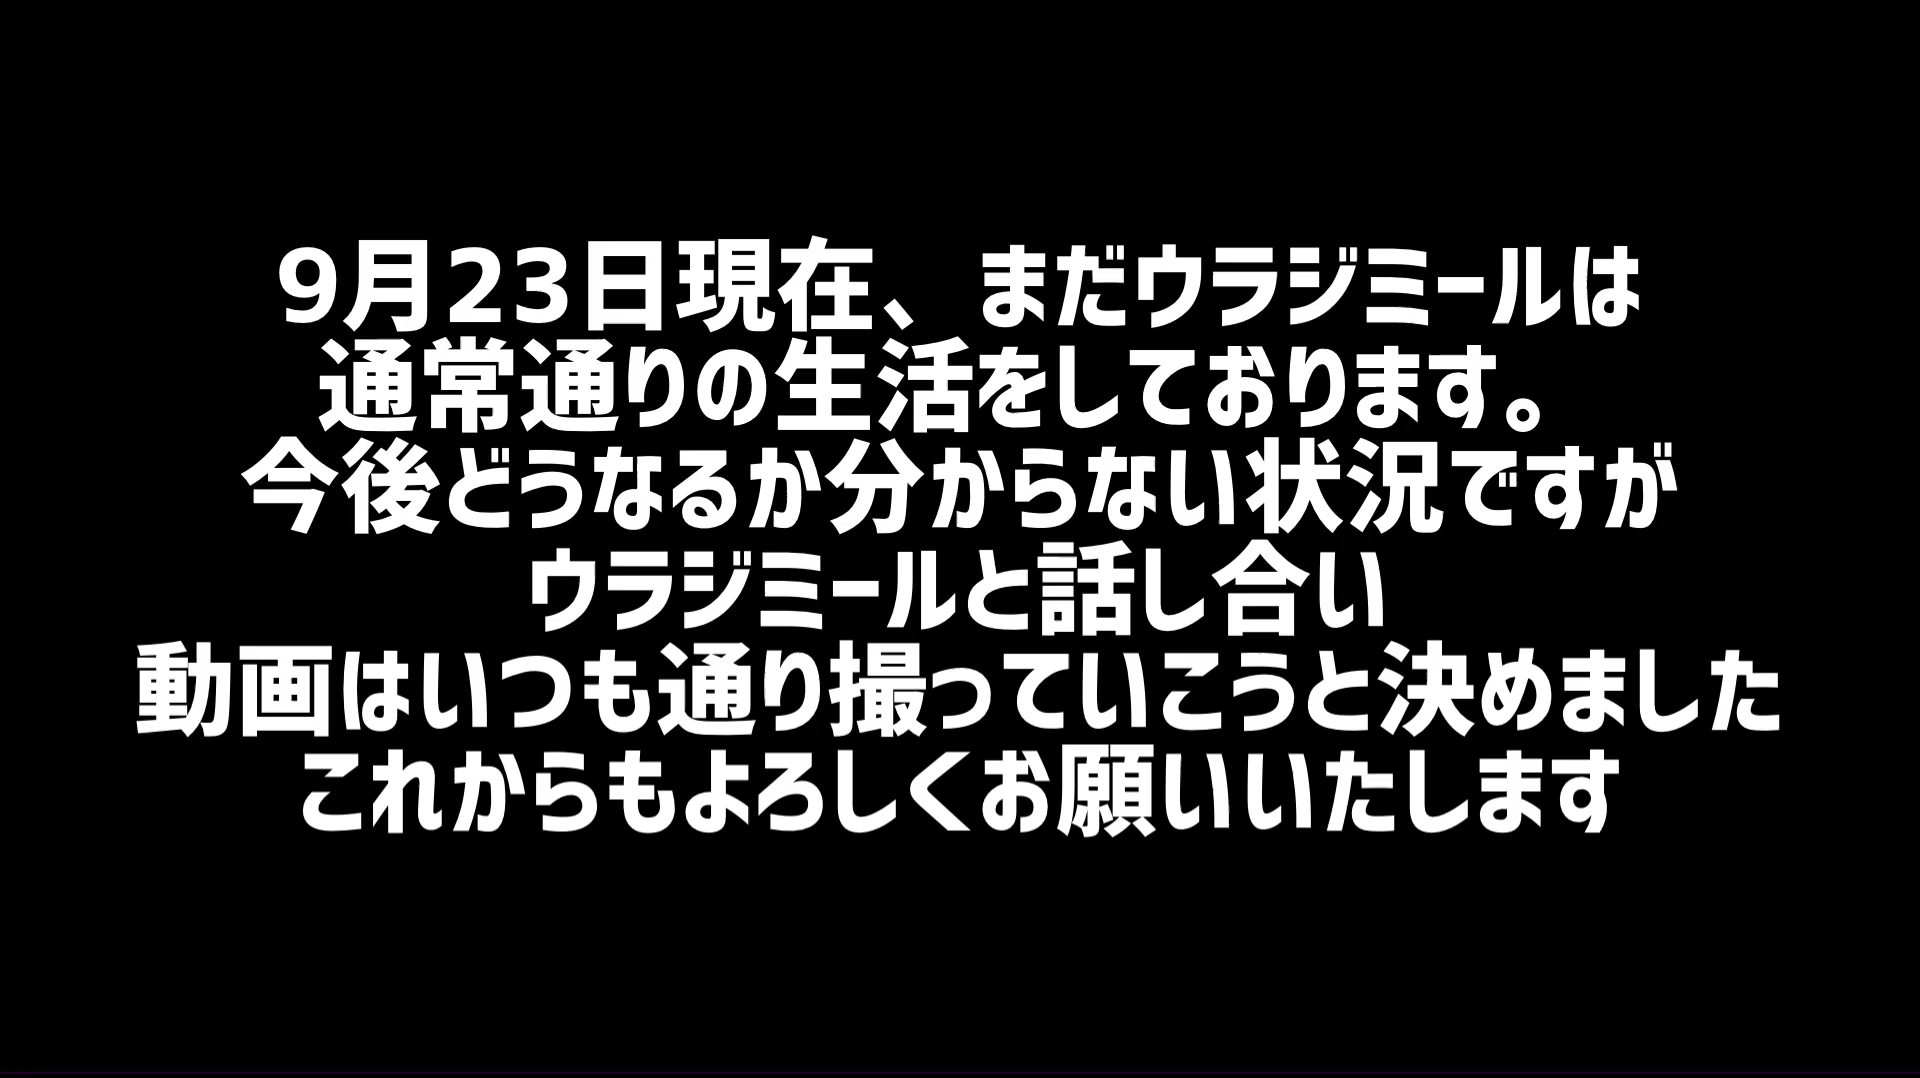 9月23日現在、まだウラジミールは
通常通りの生活をしております。
今後どうなるか分からない状況ですが
ウラジミールと話し合い
動画はいつも通り撮っていこうと決めました
これからもよろしくお願いいたします